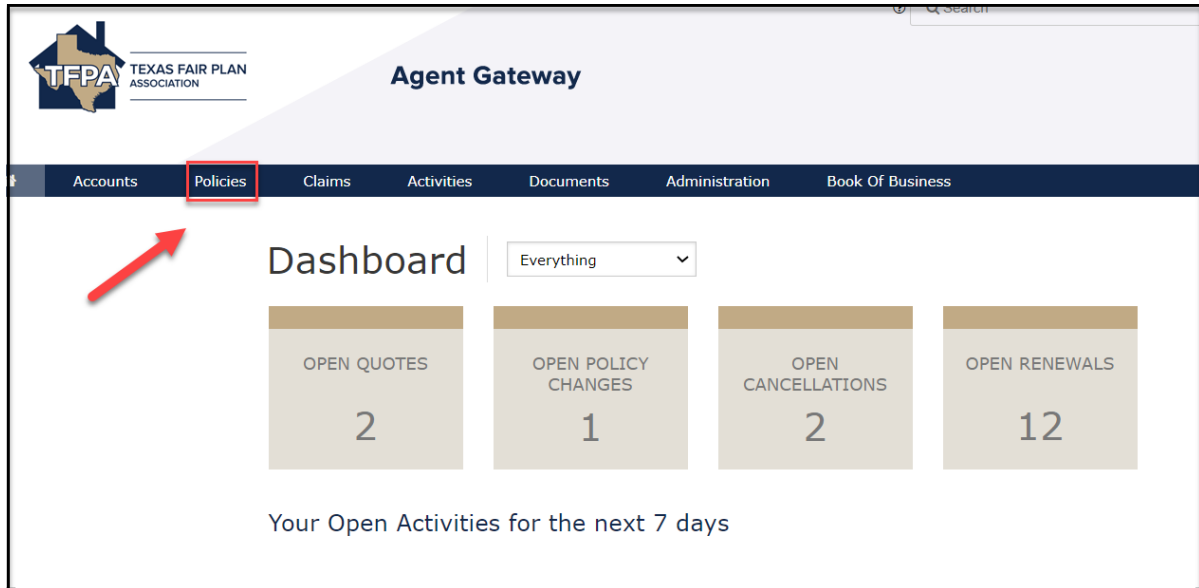 Search
TFPA
TEXAS FAIR PLAN
ASSOCIATION
Agent Gateway
Accounts Policies Claims Activities Documents Administration Book Of Business
Dashboard
Everything
OPEN QUOTES
2
OPEN POLICY
CHANGES
1
OPEN
CANCELLATIONS
2
OPEN RENEWALS
12
Your Open Activities for the next 7 days